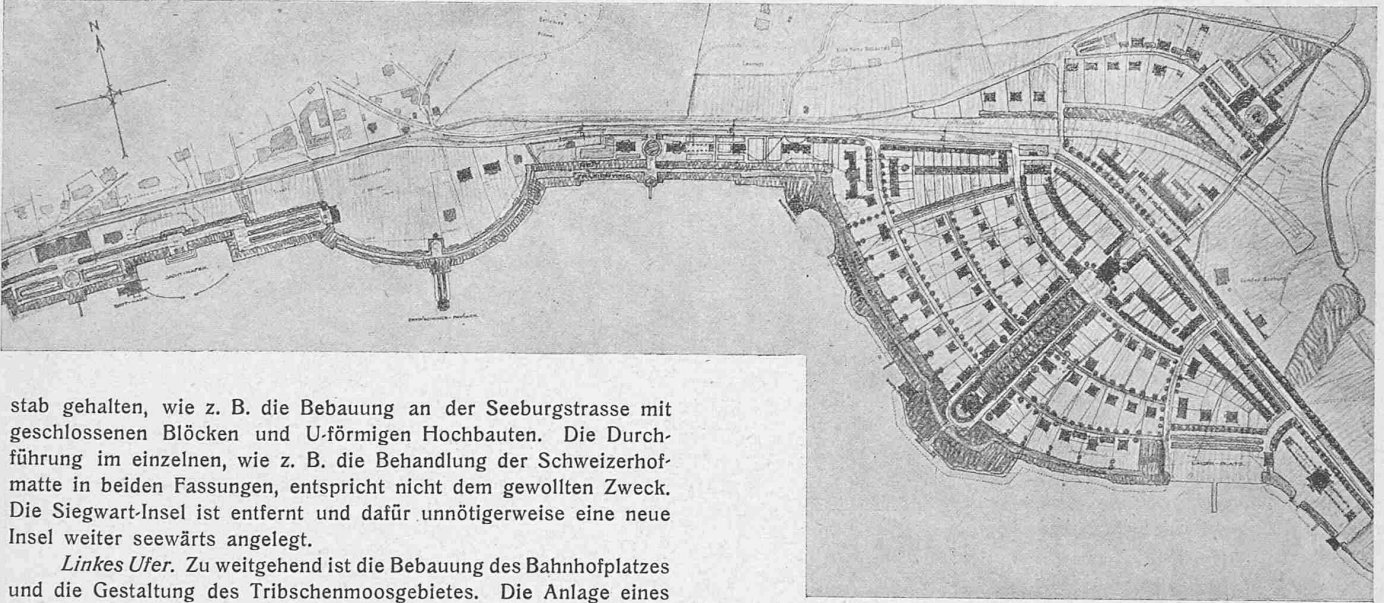 N
LANDUNGS-PLATZ
stab gehalten, wie z. B. die Bebauung an der Seeburgstrasse mit
geschlossenen Blöcken und U-förmigen Hochbauten. Die Durch-
führung im einzelnen, wie z. B. die Behandlung der Schweizerhof-
matte in beiden Fassungen, entspricht nicht dem gewollten Zweck.
Die Siegwart-Insel ist entfernt und dafür unnötigerweise eine neue
Insel weiter seewärts angelegt.
Linkes Ufer. Zu weitgehend ist die Bebauung des Bahnhofplatzes
und die Gestaltung des Tribschenmoosgebietes. Die Anlage eines